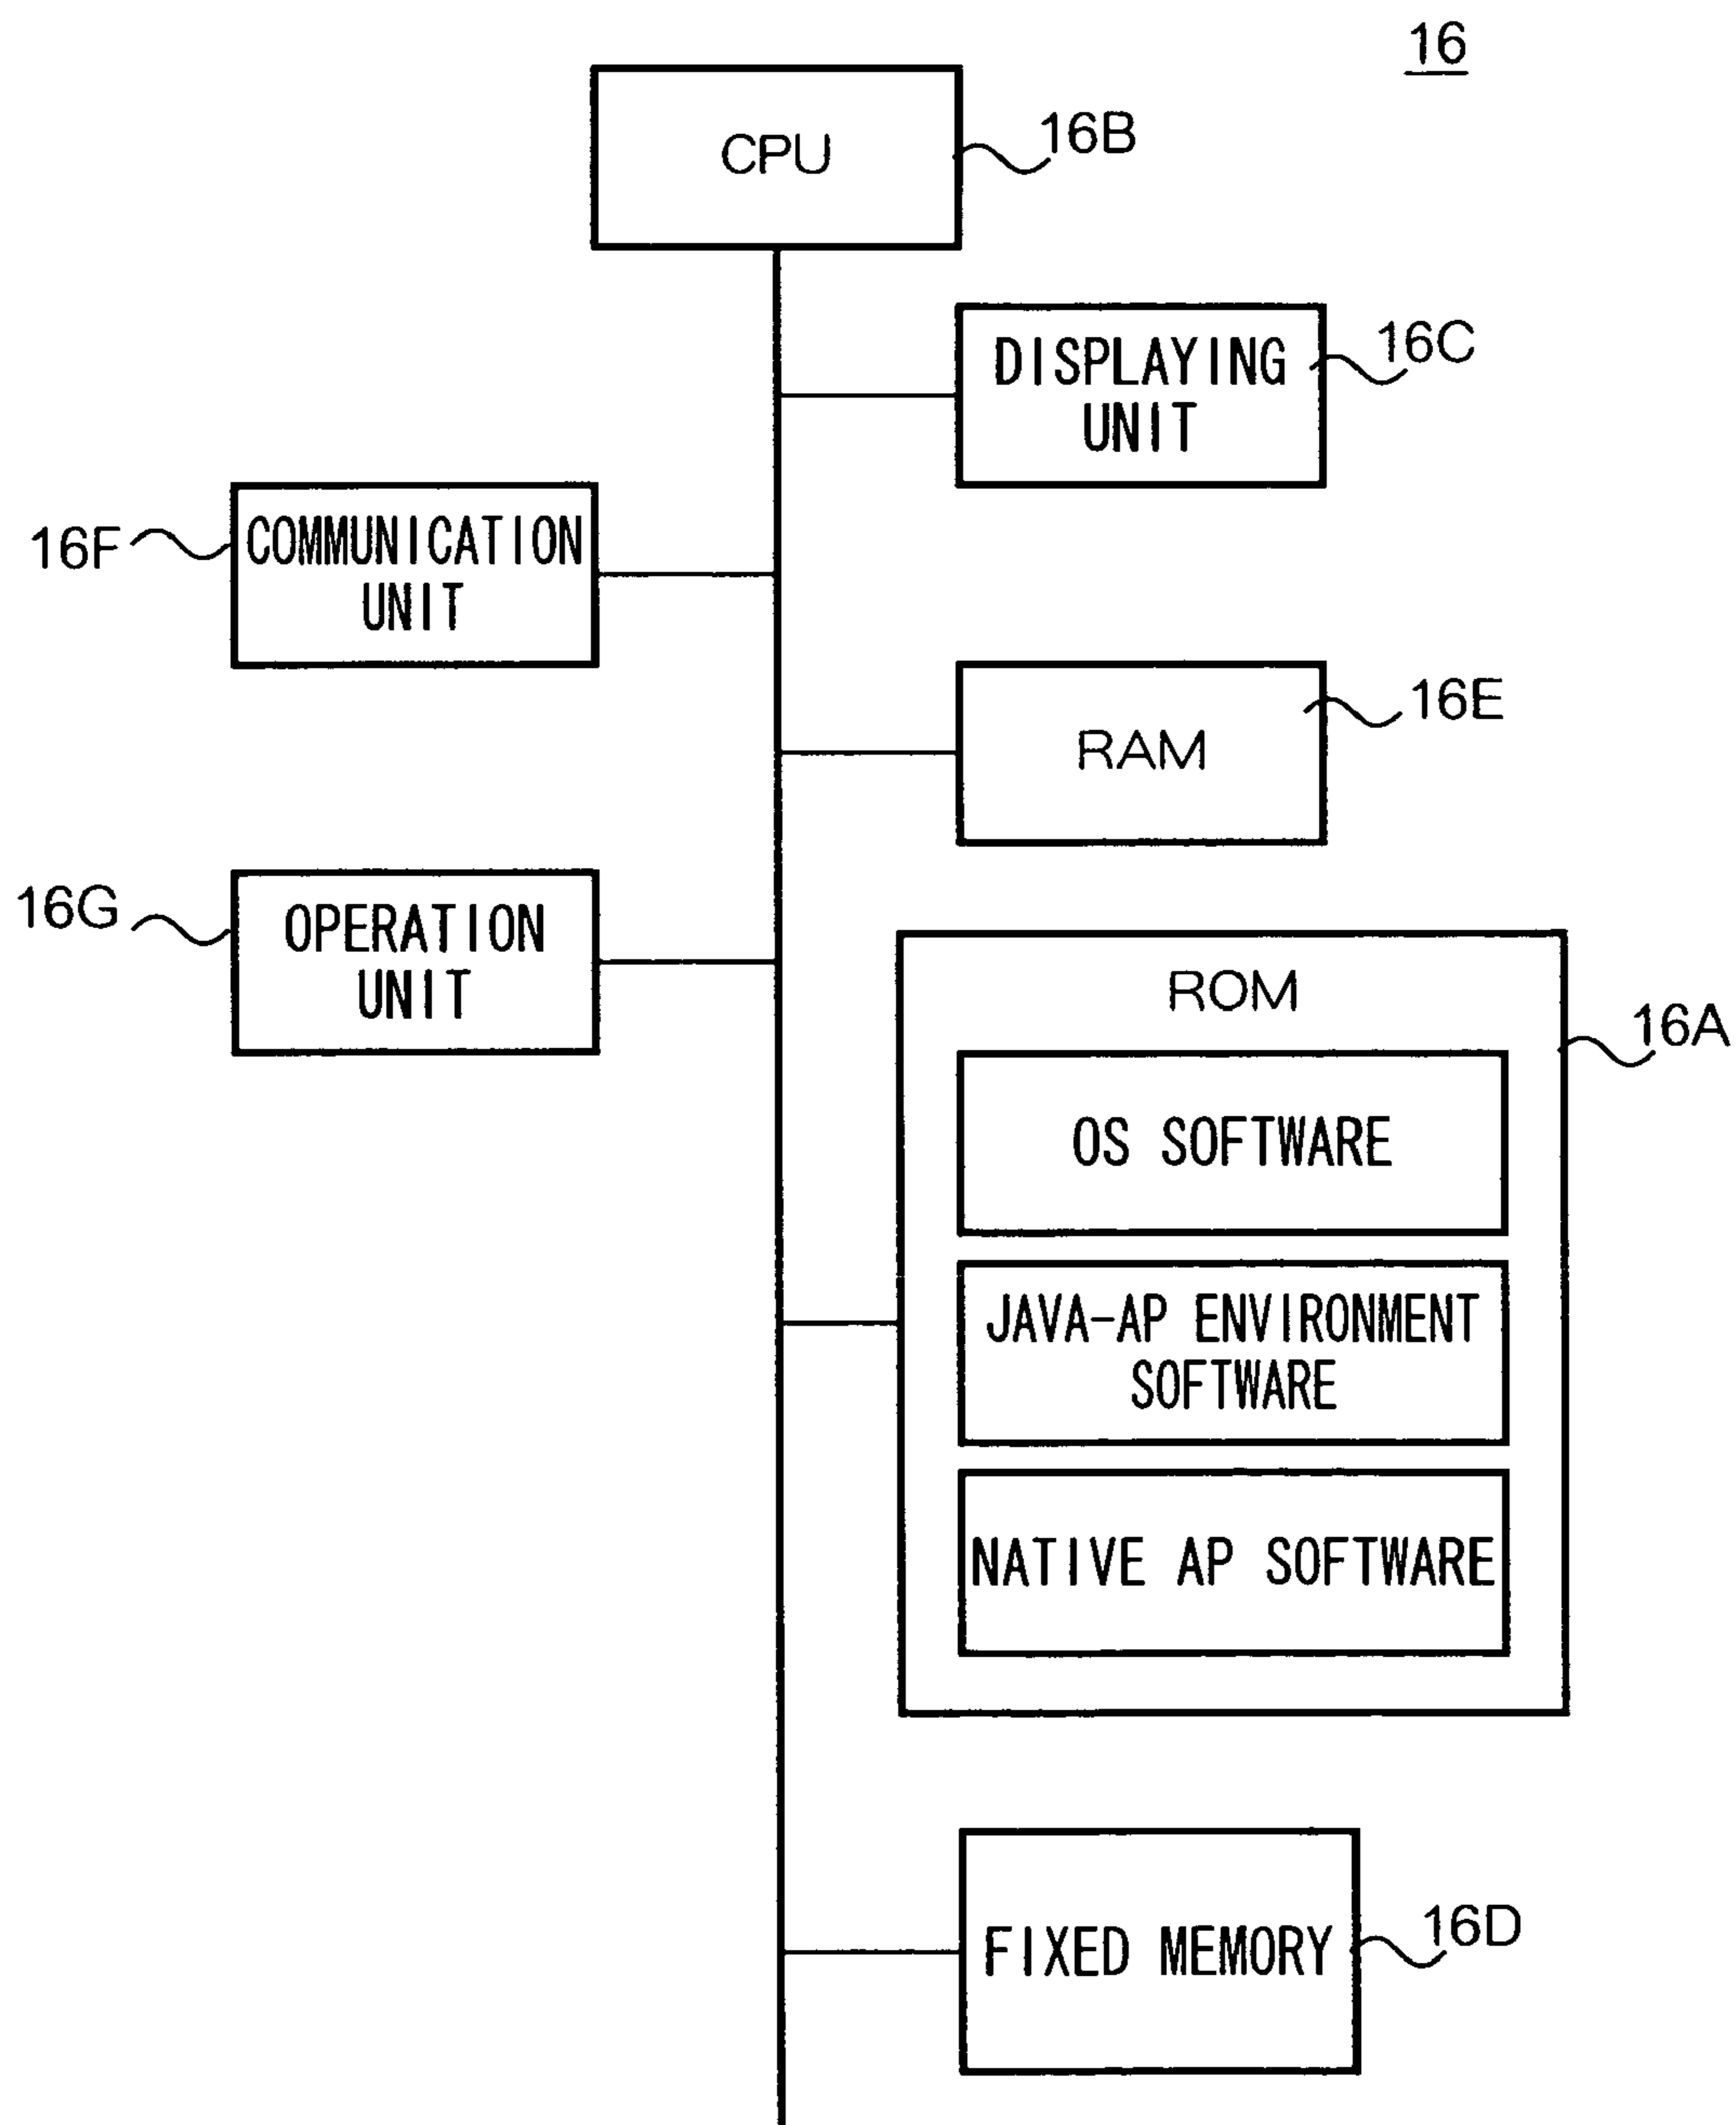 16
CPU
16B
DISPLAYING
UNIT
16C
16F
COMMUNICATION
UNIT
RAM
16E
16G
OPERATION
UNIT
ROM
16A
OS SOFTWARE
JAVA-AP ENVIRONMENT
SOFTWARE
NATIVE AP SOFTWARE
FIXED MEMORY
16D